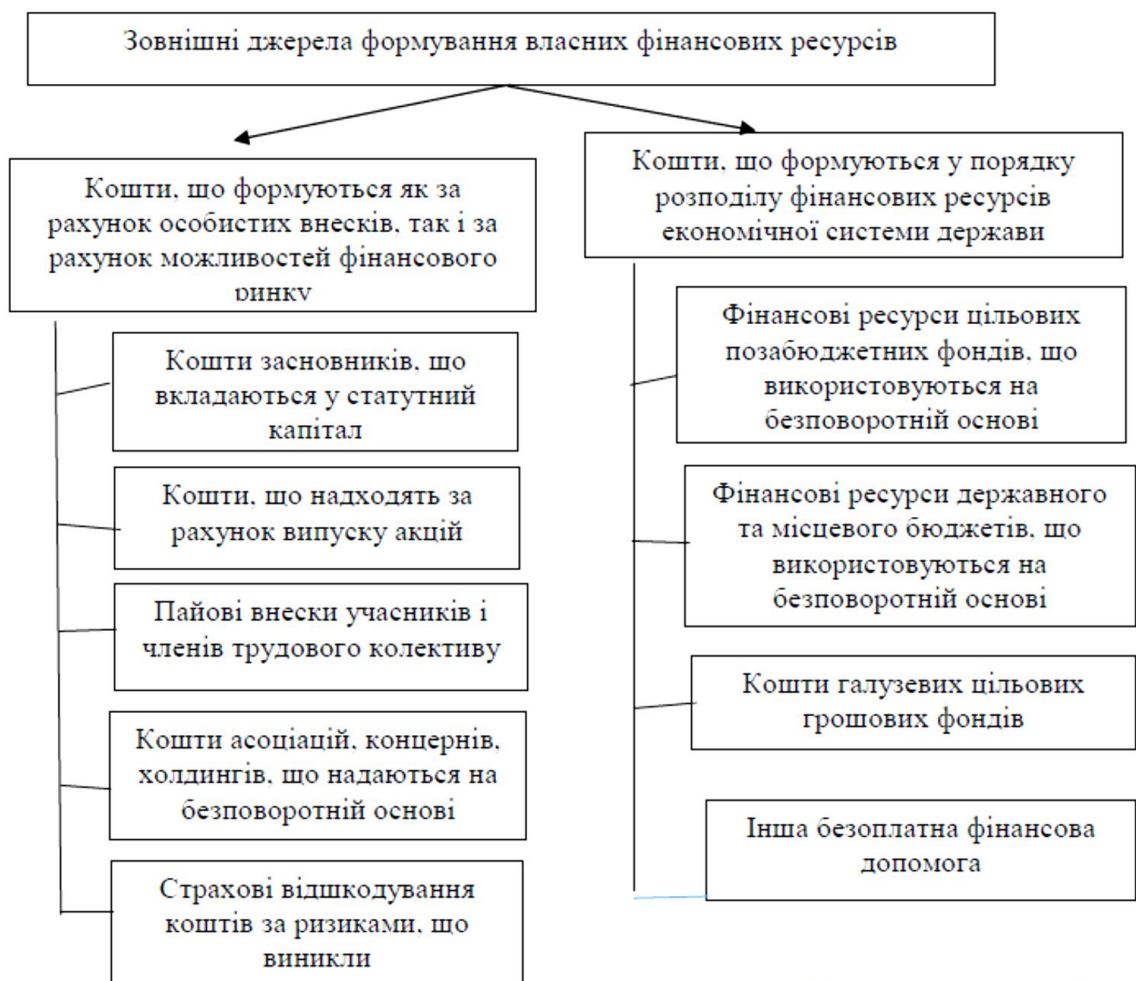 Зовнішні джерела формування власних фінансових ресурсів
Кошти, що формуються як за
рахунок особистих внесків, так і за
рахунок можливостей фінансового
ринку
Кошти засновників, що
вкладаються у статутний
капітал
Кошти, що надходять за
рахунок випуску акцій
Пайові внески учасників і
членів трудового колективу
Кошти асоціацій, концернів,
холдингів, що надаються на
безповоротній основі
Страхові відшкодування
коштів за ризиками, що
виникли
Кошти, що формуються у порядку
розподілу фінансових ресурсів
економічної системи держави
Фінансові ресурси цільових
позабюджетних фондів, що
використовуються на
безповоротній основі
Фінансові ресурси державного
та місцевого бюджетів, що
використовуються на
безповоротній основі
Кошти галузевих цільових
грошових фондів
Інша безоплатна фінансова
допомога